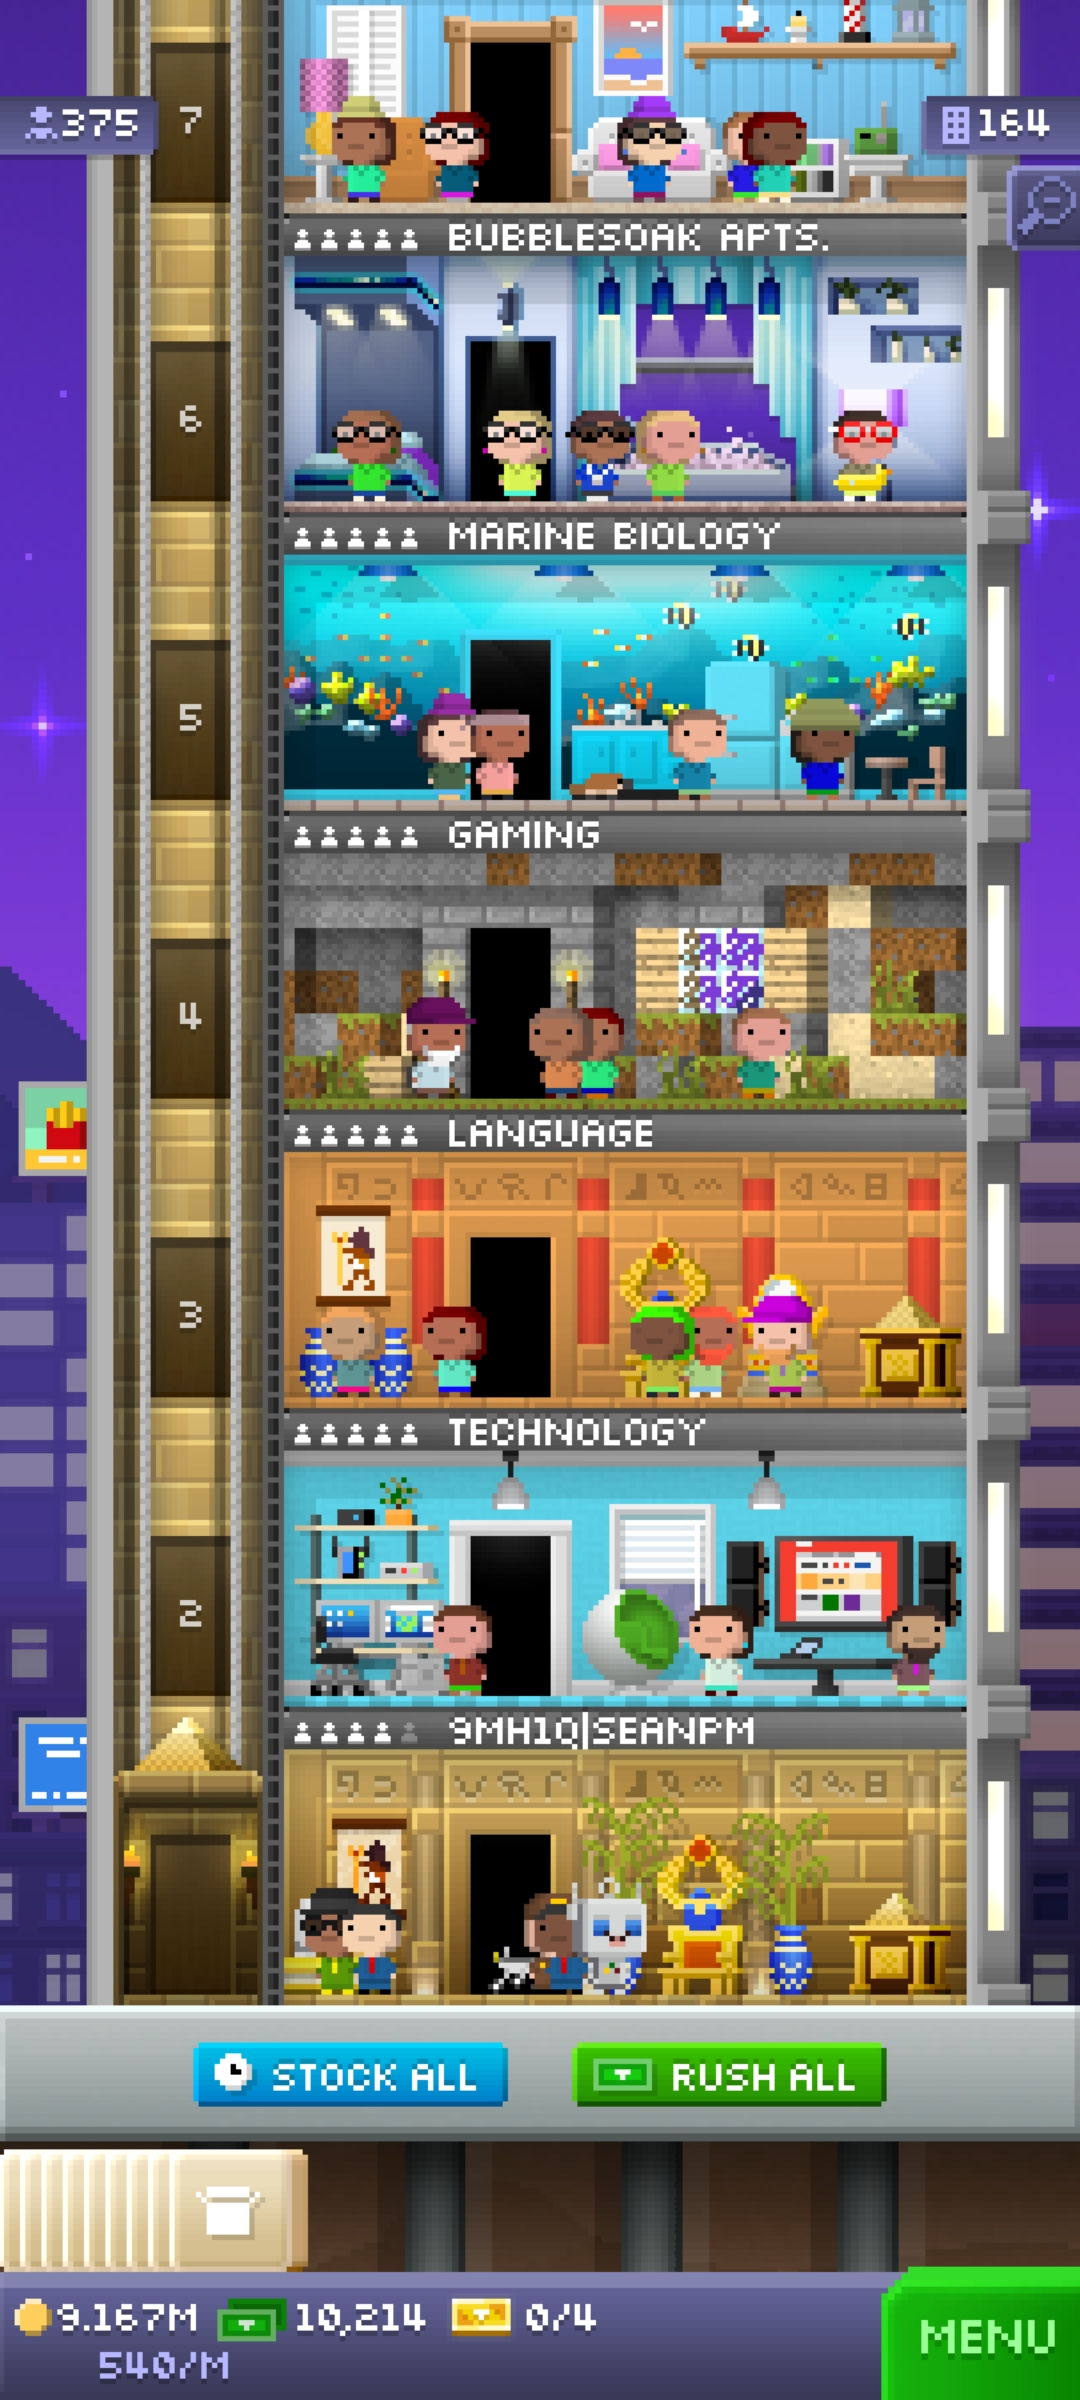 375
7
164
BUBBLESOAK APTS.
6
MARINE BIOLOGY
5
GAMING
4
LANGUAGE
3
TECHNOLOGY
2
9MH1Q|SEANPM
STOCK ALL
RUSH ALL
9.167M
10,214
0/4
540/M
MENU